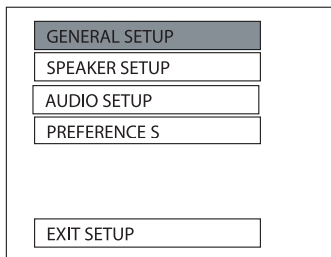 GENERAL SETUP
SPEAKER SETUP
AUDIO SETUP
PREFERENCE S
EXIT SETUP